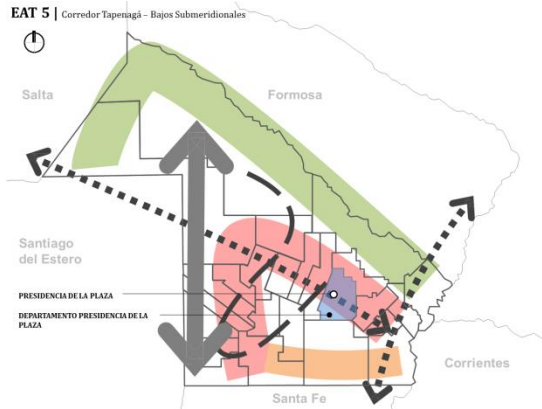 EAT 5 | Corredor Tapenagá – Bajos Submeridionales
Salta
Formosa
Santiago
del Estero
PRESIDENCIA DE LA PLAZA
DEPARTAMENTO PRESIDENCIA DE LA
PLAZA
Corrientes
Santa Fe